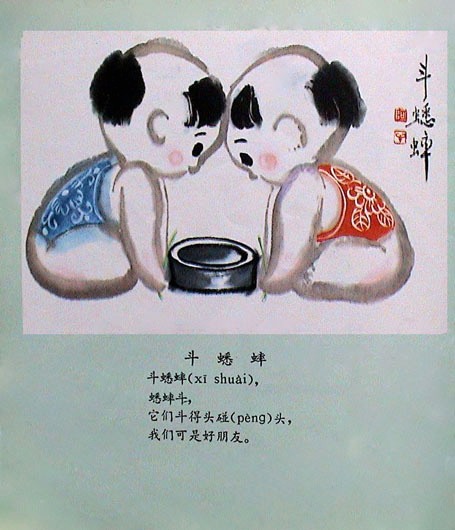 斗蟋蟀
斗蟋蟀
斗蟋蟀(xī shuài),
蟋蟀斗,
它们斗得头碰(pèng)头,
我们可是好朋友。